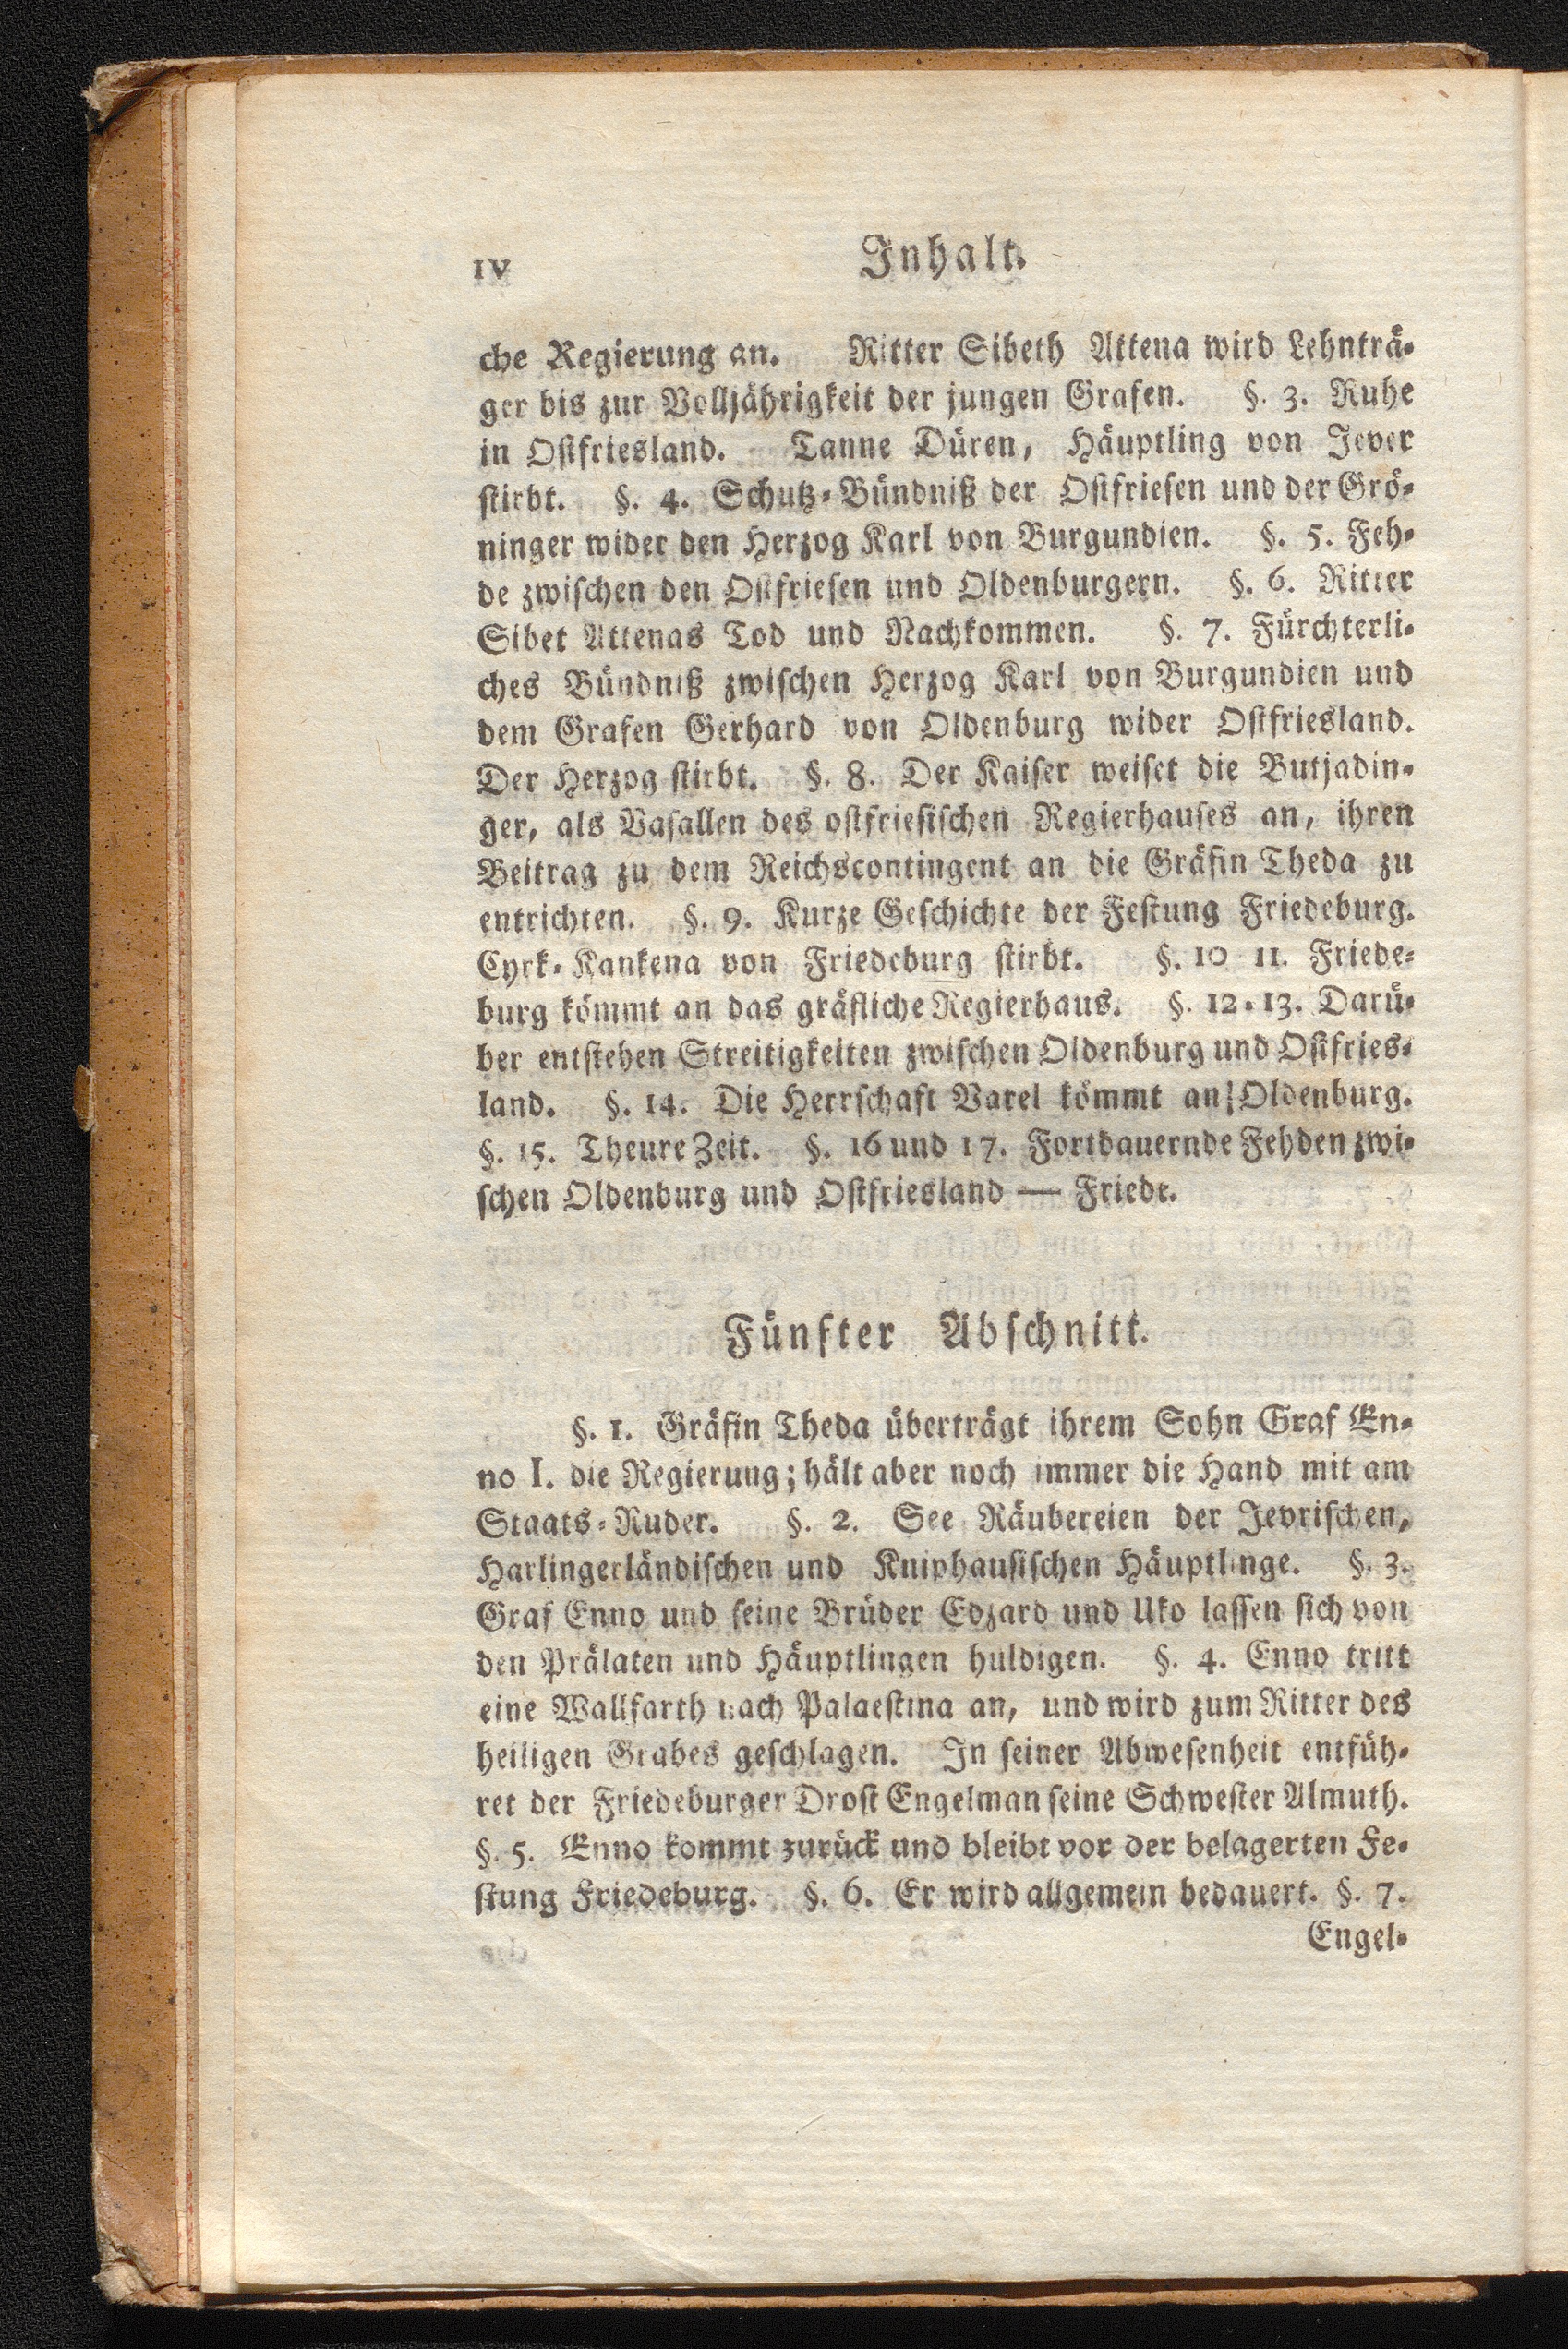 IV Inhalt.
che Regierung an. Ritter Sibeth Attena wird Lehnträ-
ger bis zur Volljährigkeit der jungen Grafen. §. 3. Ruhe
in Ostfriesland. Tanne Düren, Häuptling von Jever
stirbt. §. 4. Schutz-Bündniß der Ostfriesen und der Grö-
ninger wider den Herzog Karl von Burgundien. §. 5. Feh-
de zwischen den Ostfriesen und Oldenburgern. §. 6. Ritter
Sibet Attenas Tod und Nachkommen. §. 7. Fürchterli-
ches Bündniß zwischen Herzog Karl von Burgundien und
dem Grafen Gerhard von Oldenburg wider Ostfriesland.
Der Herzog stirbt. §. 8. Der Kaiser weiset die Butjadin-
ger, als Vasallen des ostfriesischen Regierhauses an, ihren
Beitrag zu dem Reichscontingent an die Gräfin Theda zu
entrichten. §. 9. Kurze Geschichte der Festung Friedeburg.
Cyrk-Kankena von Friedeburg stirbt. §. 10 11. Friede-
burg kömmt an das gräfliche Regierhaus. §. 12.13. Darü-
ber entstehen Streitigkeiten zwischen Oldenburg und Ostfries-
land. §. 14. Die Herrschaft Varel kömmt an Oldenburg.
§. 15. Theure Zeit. §. 16 und 17. Fortdauernde Fehden zwi-
schen Oldenburg und Ostfriesland — Friede.
Fünfter Abschnitt.
§. 1. Gräfin Theda überträgt ihrem Sohn Graf En-
no I. die Regierung; hält aber noch immer die Hand mit am
Staats-Ruder. §. 2. See Räubereien der Jevrischen,
Harlingerländischen und Kniphausischen Häuptlinge. §. 3.
Graf Enno und seine Brüder Edzard und Uko lassen sich von
den Prälaten und Häuptlingen huldigen. §. 4. Enno tritt
eine Wallfarth nach Palaestina an, und wird zum Ritter des
heiligen Grabes geschlagen. In seiner Abwesenheit entfüh-
ret der Friedeburger Drost Engelman seine Schwester Almuth.
§. 5. Enno kommt zurück und bleibt vor der belagerten Fe-
stung Friedeburg. §. 6. Er wird allgemein bedauert. §. 7.
Engel-